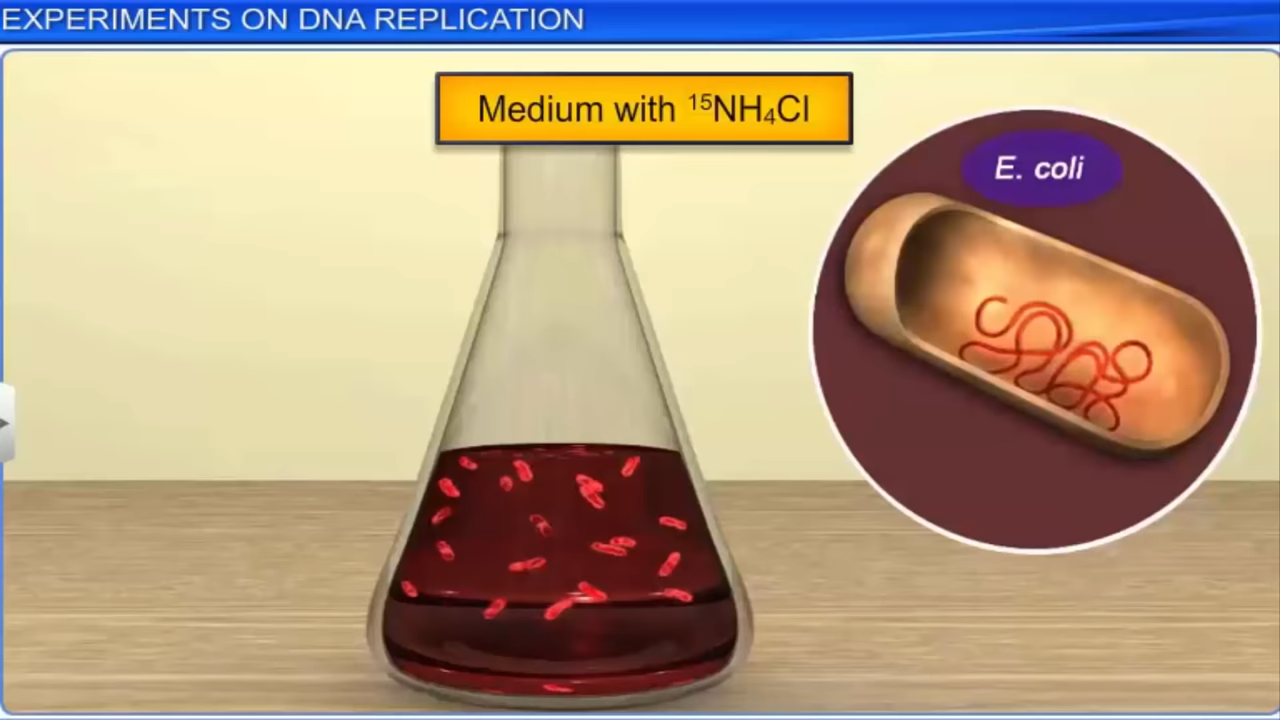 EXPERIMENTS ON DNA REPLICATION
Medium with ¹⁵NH₄Cl
E. coli